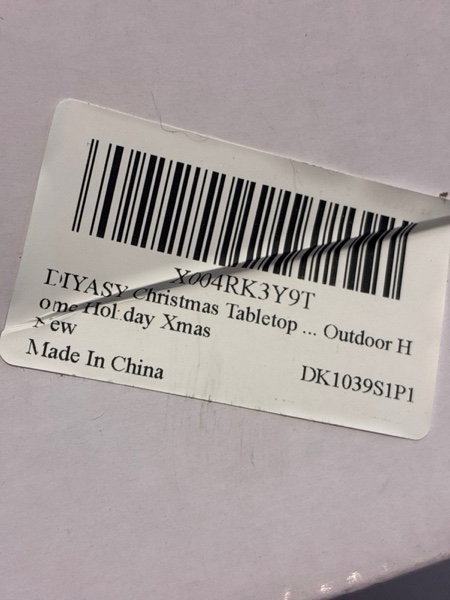 X004RK3Y9T
DIYASY Christmas Tabletop ... Outdoor H
ome Holiday Xmas
New
Made In China
DK1039S1P1